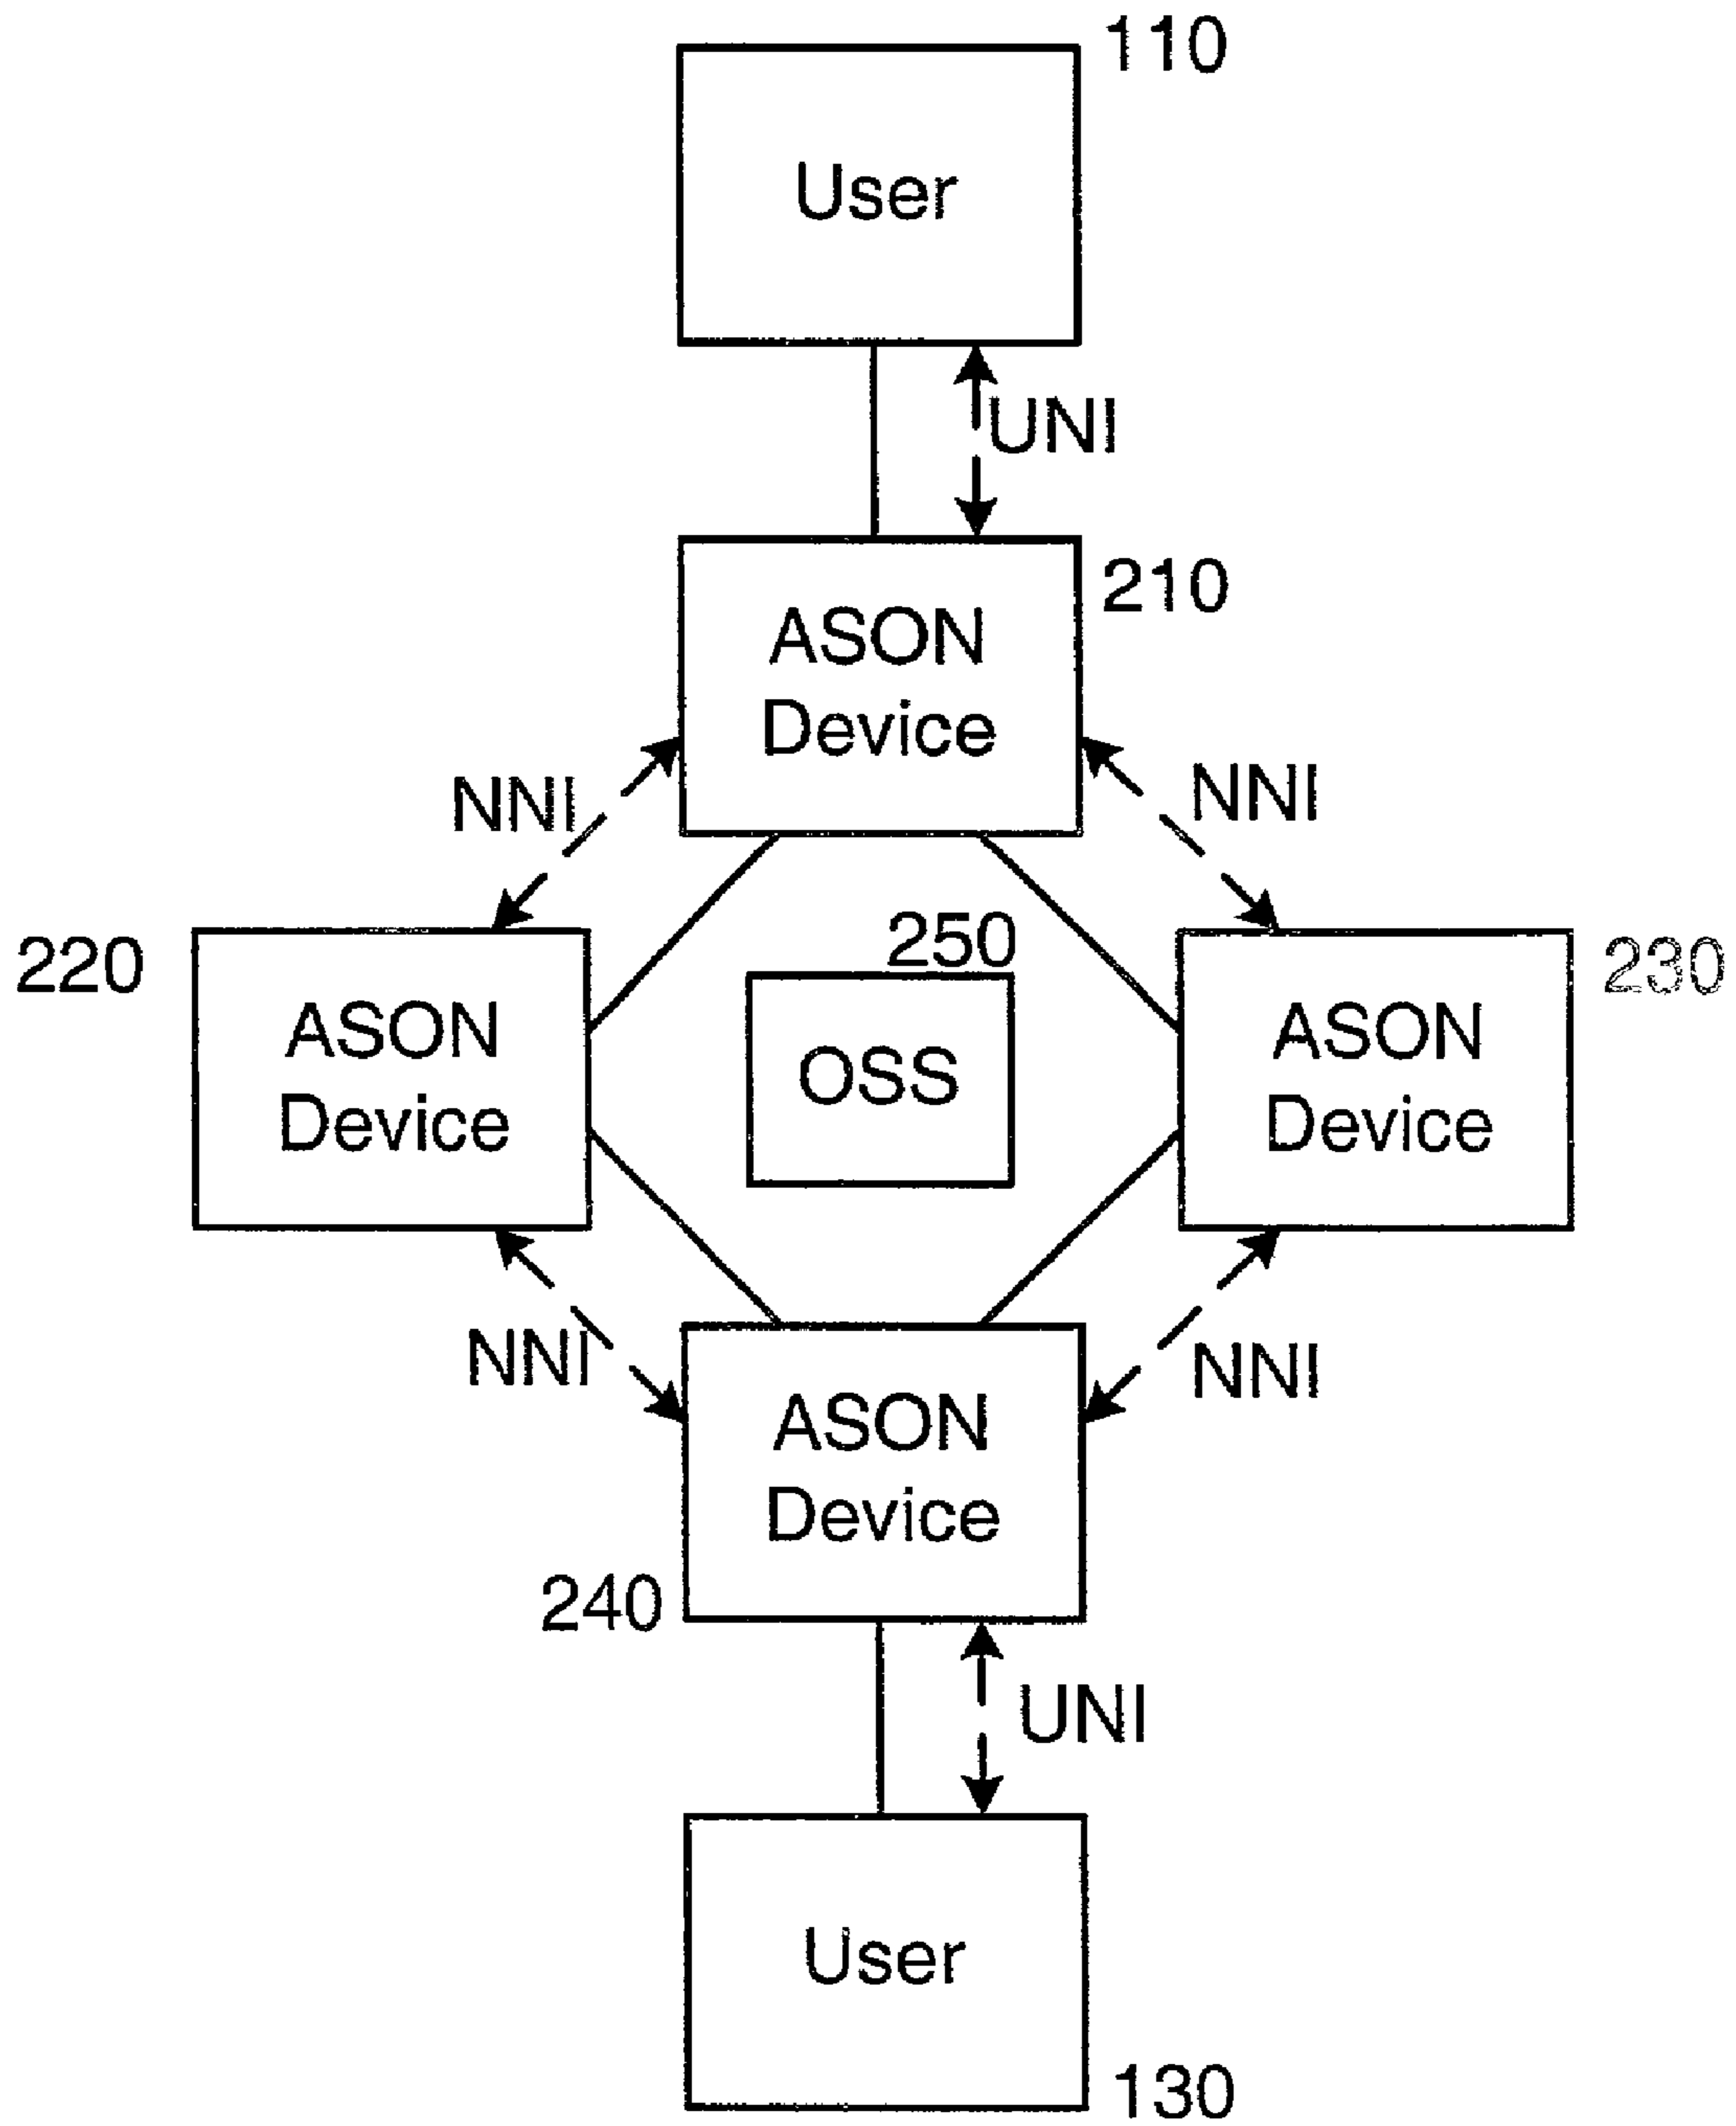 110
User
UNI
210
ASON
Device
NNI
NNI
250
220
230
ASON
Device
OSS
ASON
Device
NNI
NNI
ASON
Device
240
UNI
User
130